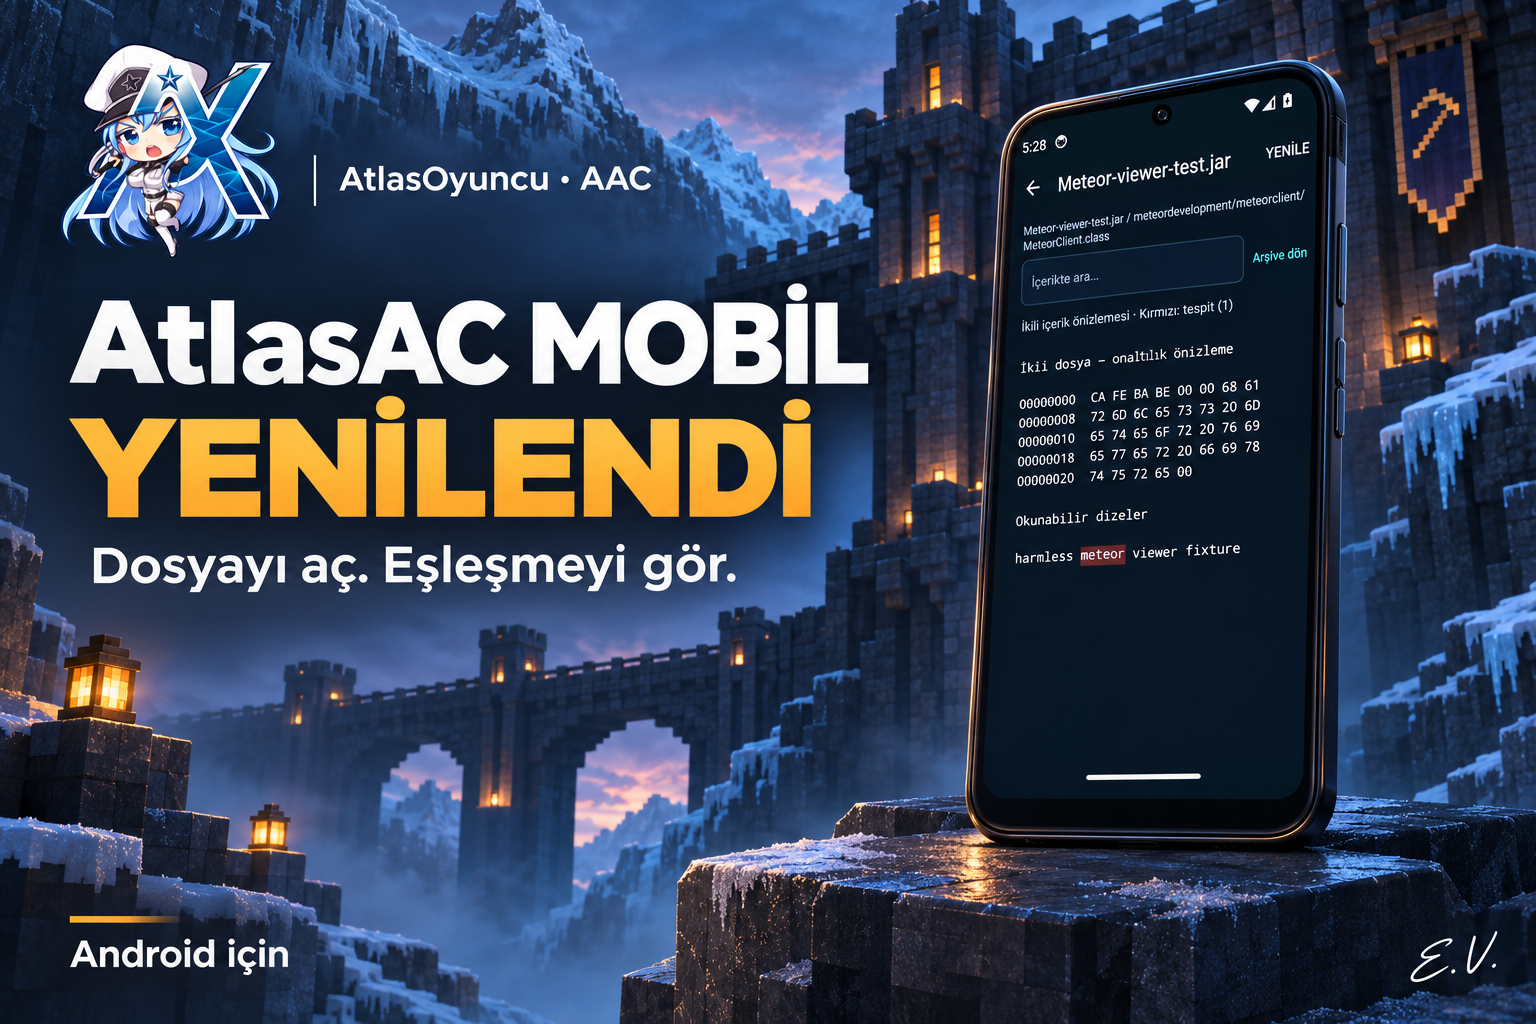 AX
AtlasOyuncu · AAC
AtlasAC MOBİL
YENİLENDİ
Dosyayı aç. Eşleşmeyi gör.
Android için
5:28
Meteor-viewer-test.jar
YENİLE
Meteor-viewer-test.jar / meteordevelopment/meteorclient/
MeteorClient.class
İçerikte ara...
Arşive dön
İkili içerik önizlemesi · Kırmızı: tespit (1)
İkii dosya — onaltılık önizleme
00000000 CA FE BA BE 00 00 68 61
00000008 72 6D 6C 65 73 73 20 6D
00000010 65 74 65 6F 72 20 76 69
00000018 65 77 65 72 20 66 69 78
00000020 74 75 72 65 00
Okunabilir dizeler
harmless meteor viewer fixture
E.V.